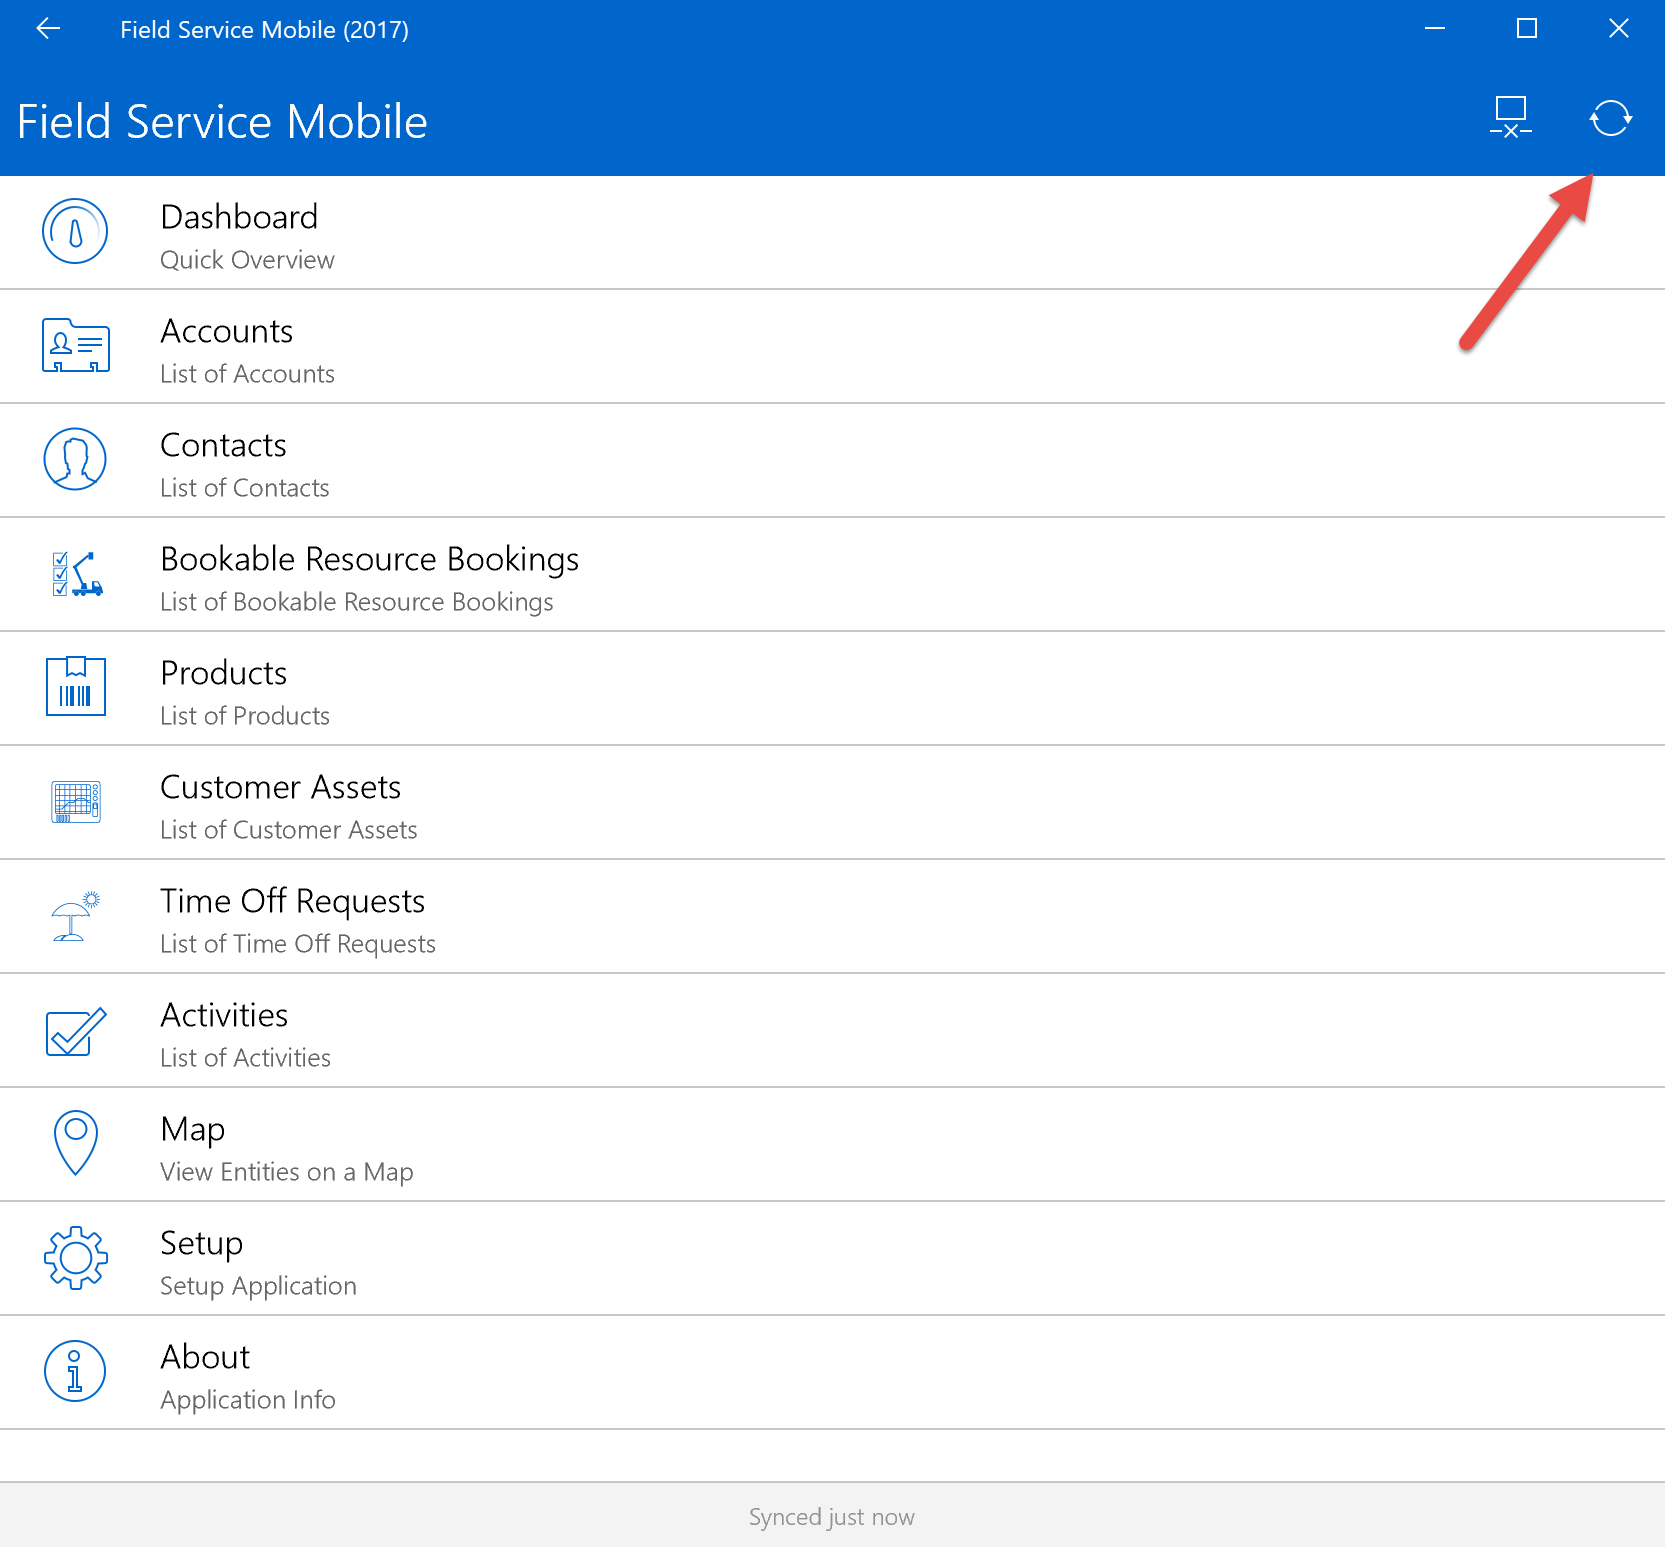 Field Service Mobile (2017)
Field Service Mobile
Dashboard
Quick Overview
Accounts
List of Accounts
Contacts
List of Contacts
Bookable Resource Bookings
List of Bookable Resource Bookings
Products
List of Products
Customer Assets
List of Customer Assets
Time Off Requests
List of Time Off Requests
Activities
List of Activities
Map
View Entities on a Map
Setup
Setup Application
About
Application Info
Synced just now